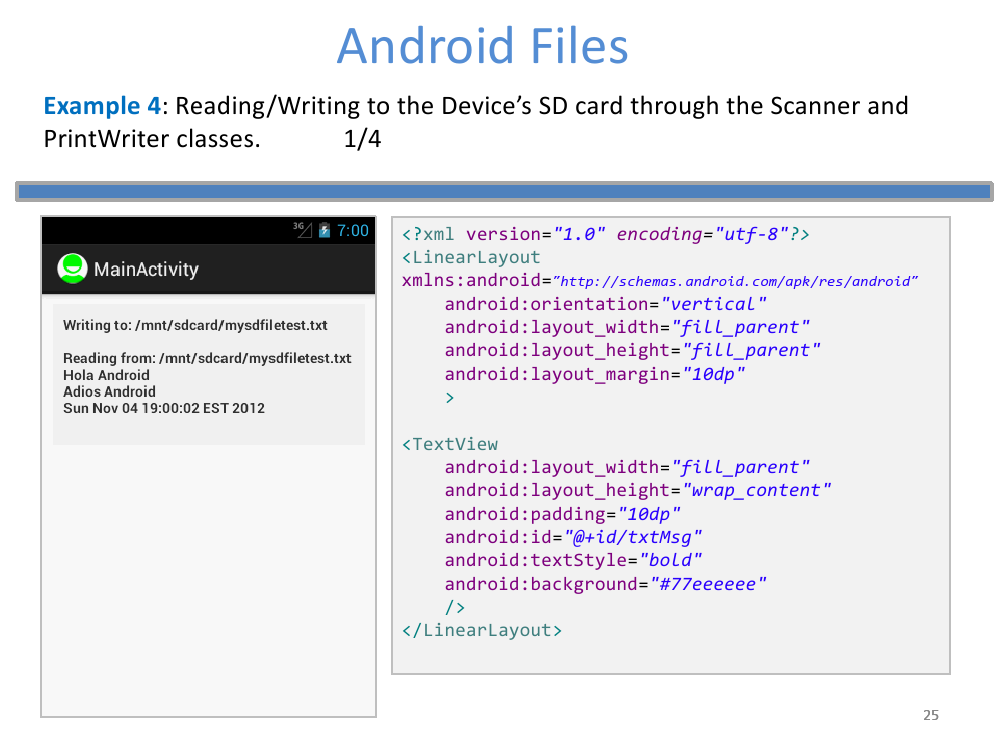 Android Files
Example 4: Reading/Writing to the Device’s SD card through the Scanner and
PrintWriter classes. 1/4
3G 7:00
MainActivity
Writing to: /mnt/sdcard/mysdfiletest.txt
Reading from: /mnt/sdcard/mysdfiletest.txt
Hola Android
Adios Android
Sun Nov 04 19:00:02 EST 2012
<?xml version="1.0" encoding="utf-8"?>
<LinearLayout
xmlns:android="http://schemas.android.com/apk/res/android"
android:orientation="vertical"
android:layout_width="fill_parent"
android:layout_height="fill_parent"
android:layout_margin="10dp"
>
<TextView
android:layout_width="fill_parent"
android:layout_height="wrap_content"
android:padding="10dp"
android:id="@+id/txtMsg"
android:textStyle="bold"
android:background="#77eeeeee"
/>
</LinearLayout>
25